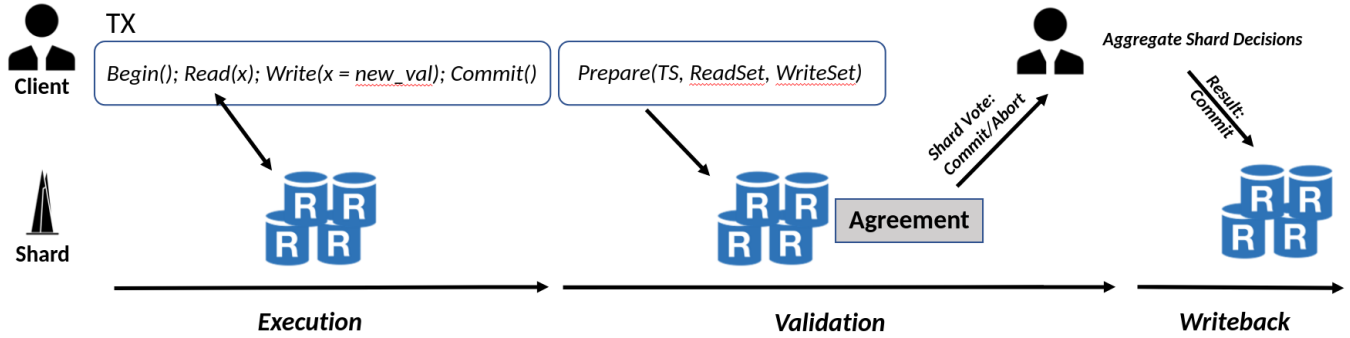 TX
Client
Begin(); Read(x); Write(x = new_val); Commit()
Prepare(TS, ReadSet, WriteSet)
Aggregate Shard Decisions
Shard Vote:
Commit/Abort
Result:
Commit
Shard
R R
R R
R R
R R
Agreement
R R
R R
Execution
Validation
Writeback